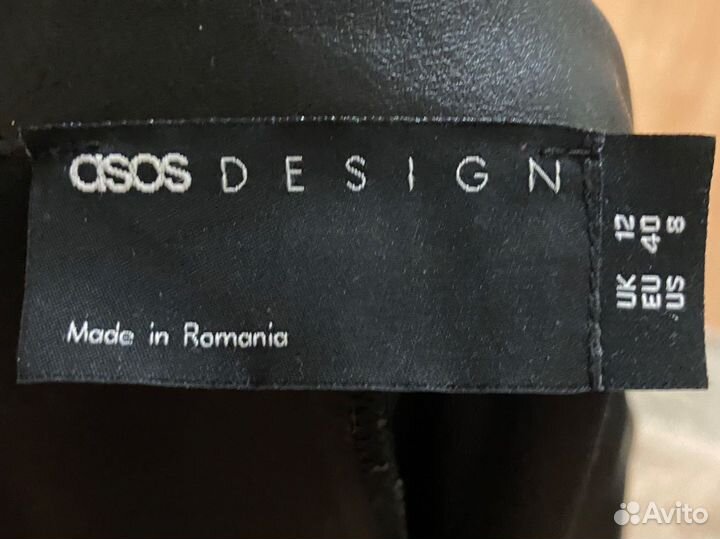 asos DESIGN
Made in Romania
UK 12
EU 40
US 8
Avito